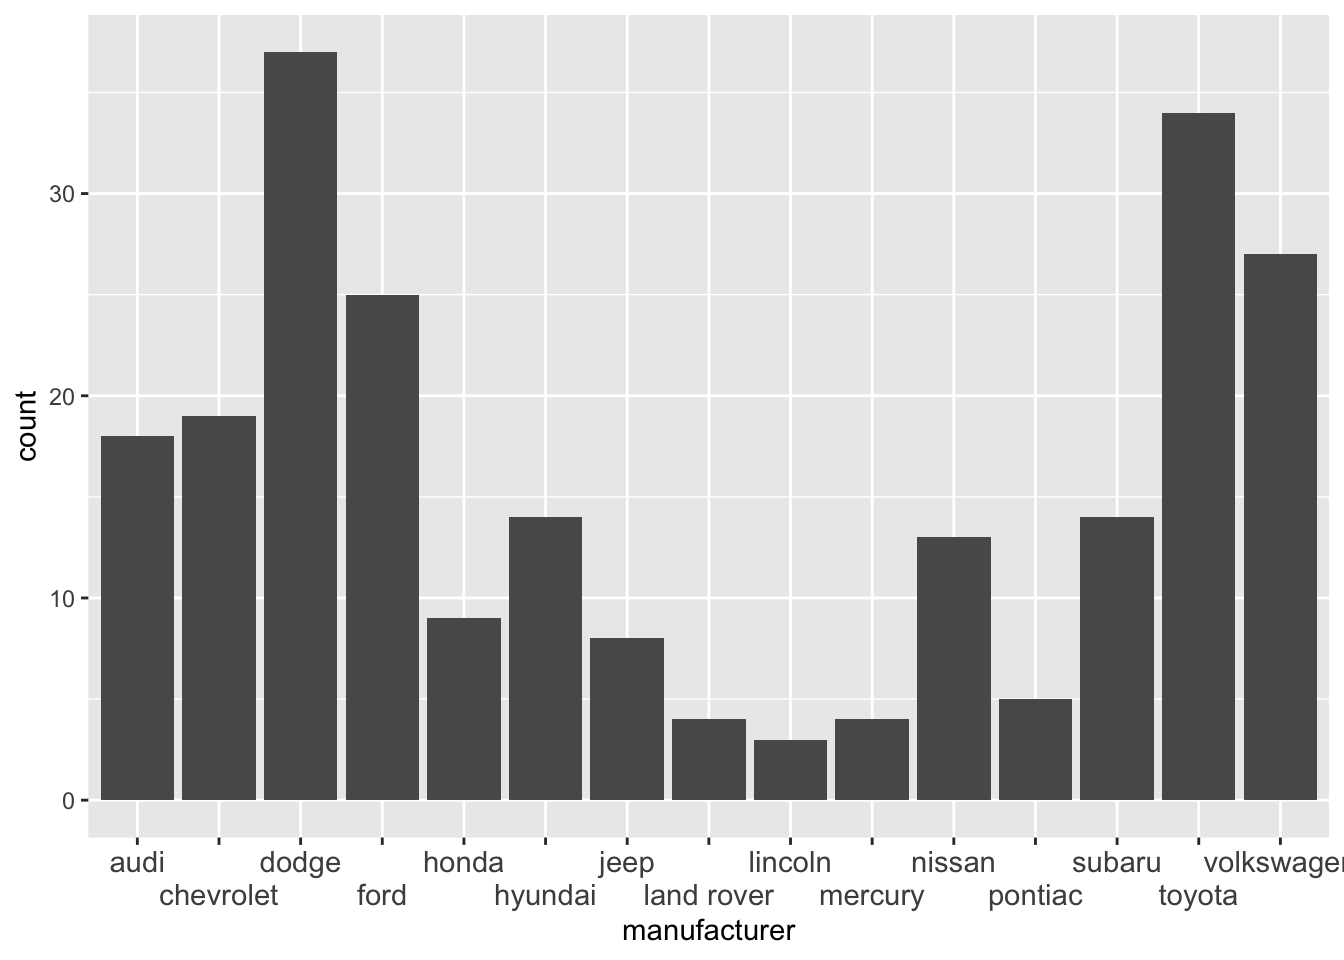 count
30
20
10
0
audi dodge honda jeep lincoln nissan subaru volkswagen
chevrolet ford hyundai land rover mercury pontiac toyota
manufacturer